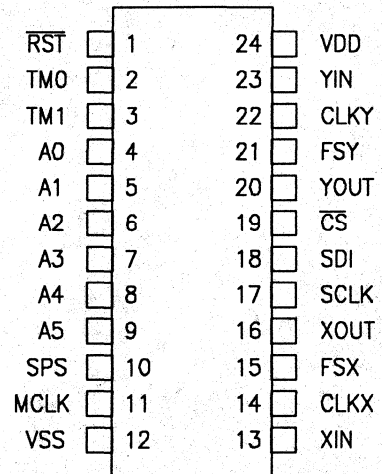 R̅S̅T̅ 1 24 VDD
TM0 2 23 YIN
TM1 3 22 CLKY
A0 4 21 FSY
A1 5 20 YOUT
A2 6 19 C̅S̅
A3 7 18 SDI
A4 8 17 SCLK
A5 9 16 XOUT
SPS 10 15 FSX
MCLK 11 14 CLKX
VSS 12 13 XIN